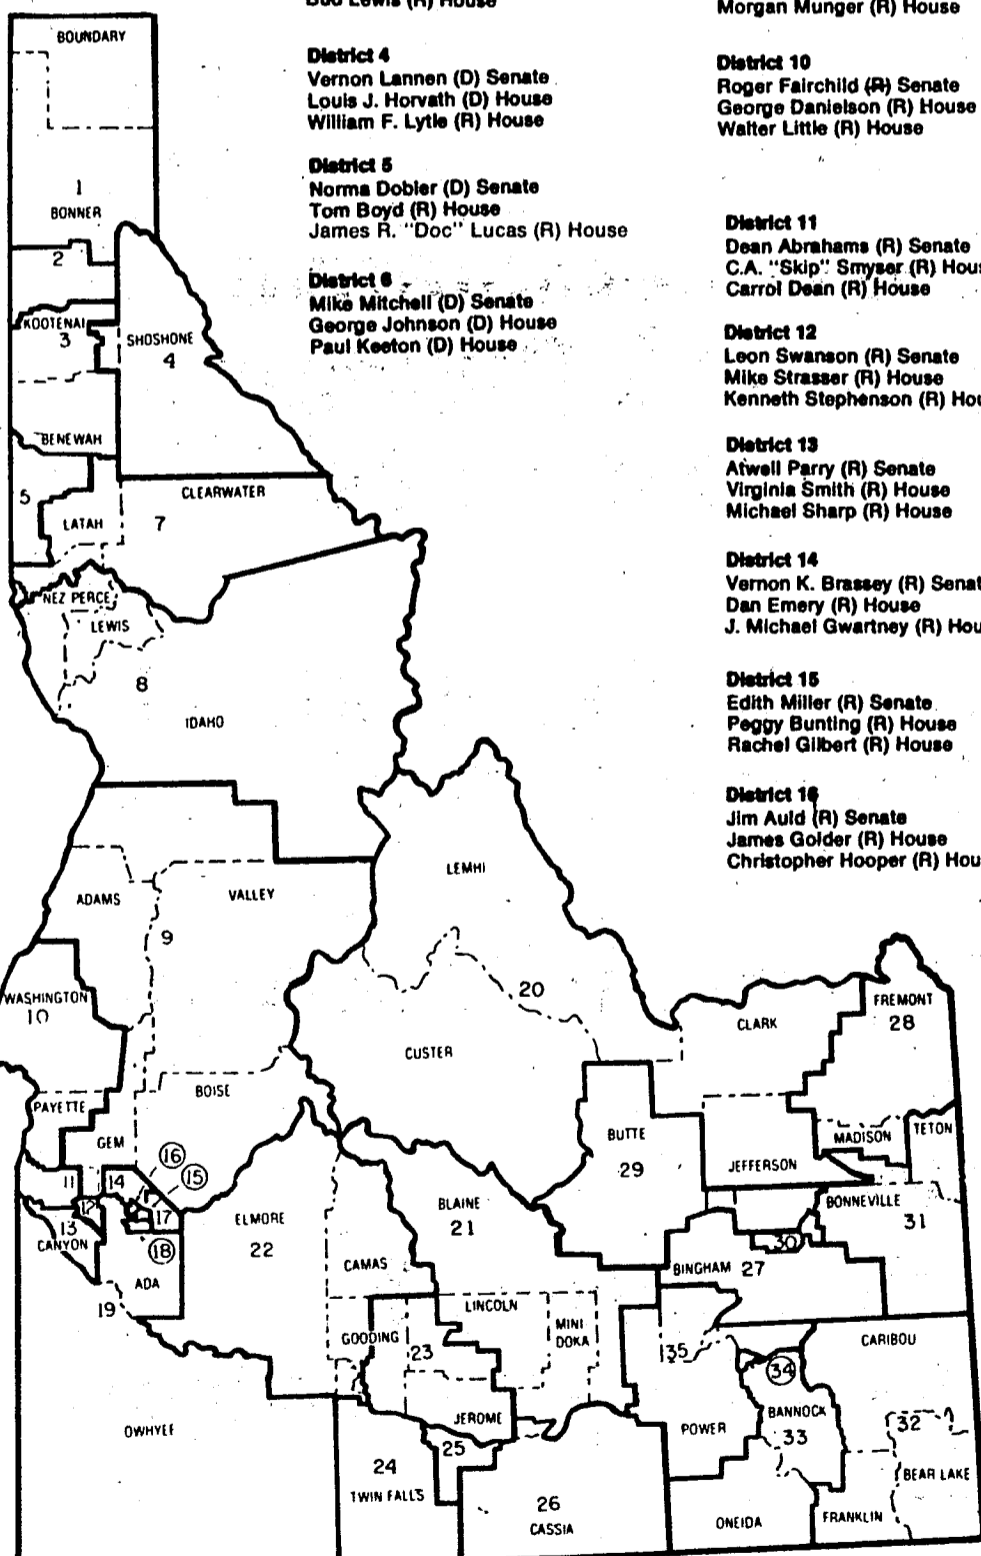 Morgan Munger (R) House
District 4
Vernon Lannen (D) Senate
Louis J. Horvath (D) House
William F. Lytle (R) House
District 5
Norma Dobler (D) Senate
Tom Boyd (R) House
James R. "Doc" Lucas (R) House
District 6
Mike Mitchell (D) Senate
George Johnson (D) House
Paul Keeton (D) House
District 10
Roger Fairchild (R) Senate
George Danielson (R) House
Walter Little (R) House
District 11
Dean Abrahams (R) Senate
C.A. "Skip" Smyser (R) Hous
Carrol Dean (R) House
District 12
Leon Swanson (R) Senate
Mike Strasser (R) House
Kenneth Stephenson (R) Hou
District 13
Atwell Parry (R) Senate
Virginia Smith (R) House
Michael Sharp (R) House
District 14
Vernon K. Brassey (R) Senat
Dan Emery (R) House
J. Michael Gwartney (R) Hou
District 15
Edith Miller (R) Senate
Peggy Bunting (R) House
Rachel Gilbert (R) House
District 16
Jim Auld (R) Senate
James Golder (R) House
Christopher Hooper (R) Hou
BOUNDARY
1
BONNER
2
KOOTENAI
3
SHOSHONE
4
BENEWAH
5
LATAH
CLEARWATER
7
NEZ PERCE
LEWIS
8
IDAHO
ADAMS
VALLEY
9
LEMHI
WASHINGTON
10
20
CUSTER
CLARK
FREMONT
28
PAYETTE
BOISE
GEM
BUTTE
29
JEFFERSON
MADISON
TETON
16
15
11
14
12
17
13
CANYON
18
ADA
19
ELMORE
22
BLAINE
21
CAMAS
BONNEVILLE
31
30
BINGHAM
27
GOODING
23
LINCOLN
MINI
DOKA
35
CARIBOU
34
OWHYEE
JEROME
25
POWER
BANNOCK
33
32
24
TWIN FALLS
26
CASSIA
ONEIDA
FRANKLIN
BEAR LAKE